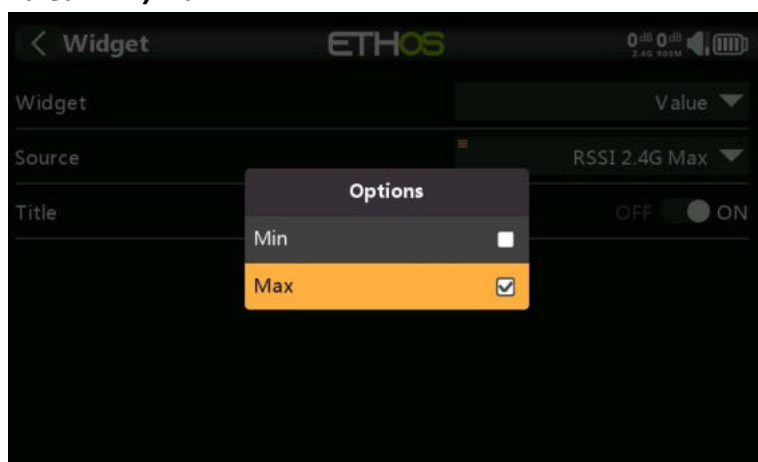 Widget
ETHOS
0dB 0dB
2.4G 900M
Widget
Value
Source
RSSI 2.4G Max
Title
OFF ON
Options
Min
Max